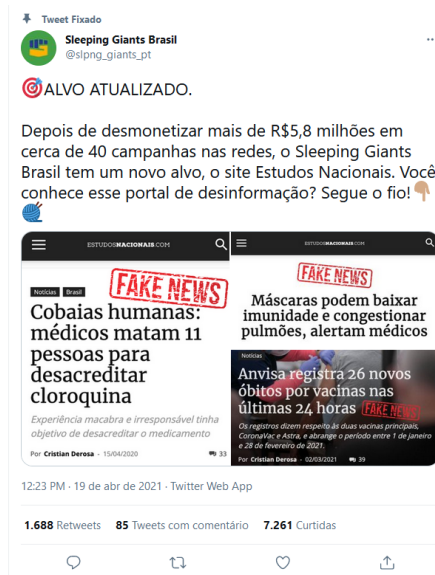 Tweet Fixado
Sleeping Giants Brasil
@slpng_giants_pt
🎯ALVO ATUALIZADO.
Depois de desmonetizar mais de R$5,8 milhões em
cerca de 40 campanhas nas redes, o Sleeping Giants
Brasil tem um novo alvo, o site Estudos Nacionais. Você
conhece esse portal de desinformação? Segue o fio!👇🏽
🧶
ESTUDOSNACIONAIS.COM
FAKE NEWS
Notícias Brasil
Cobaias humanas:
médicos matam 11
pessoas para
desacreditar
cloroquina
Experiência macabra e irresponsável tinha
objetivo de desacreditar o medicamento
Por Cristian Derosa - 15/04/2020 33
ESTUDOSNACIONAIS.COM
FAKE NEWS
Máscaras podem baixar
imunidade e congestionar
pulmões, alertam médicos
Notícias
Anvisa registra 26 novos
óbitos por vacinas nas
últimas 24 horas FAKE NEWS
Os registros dizem respeito às duas vacinas principais,
CoronaVac e Astra, e abrange o período entre 1 de janeiro
e 28 de fevereiro de 2021.
Por Cristian Derosa - 02/03/2021 39
12:23 PM · 19 de abr de 2021 · Twitter Web App
1.688 Retweets 85 Tweets com comentário 7.261 Curtidas